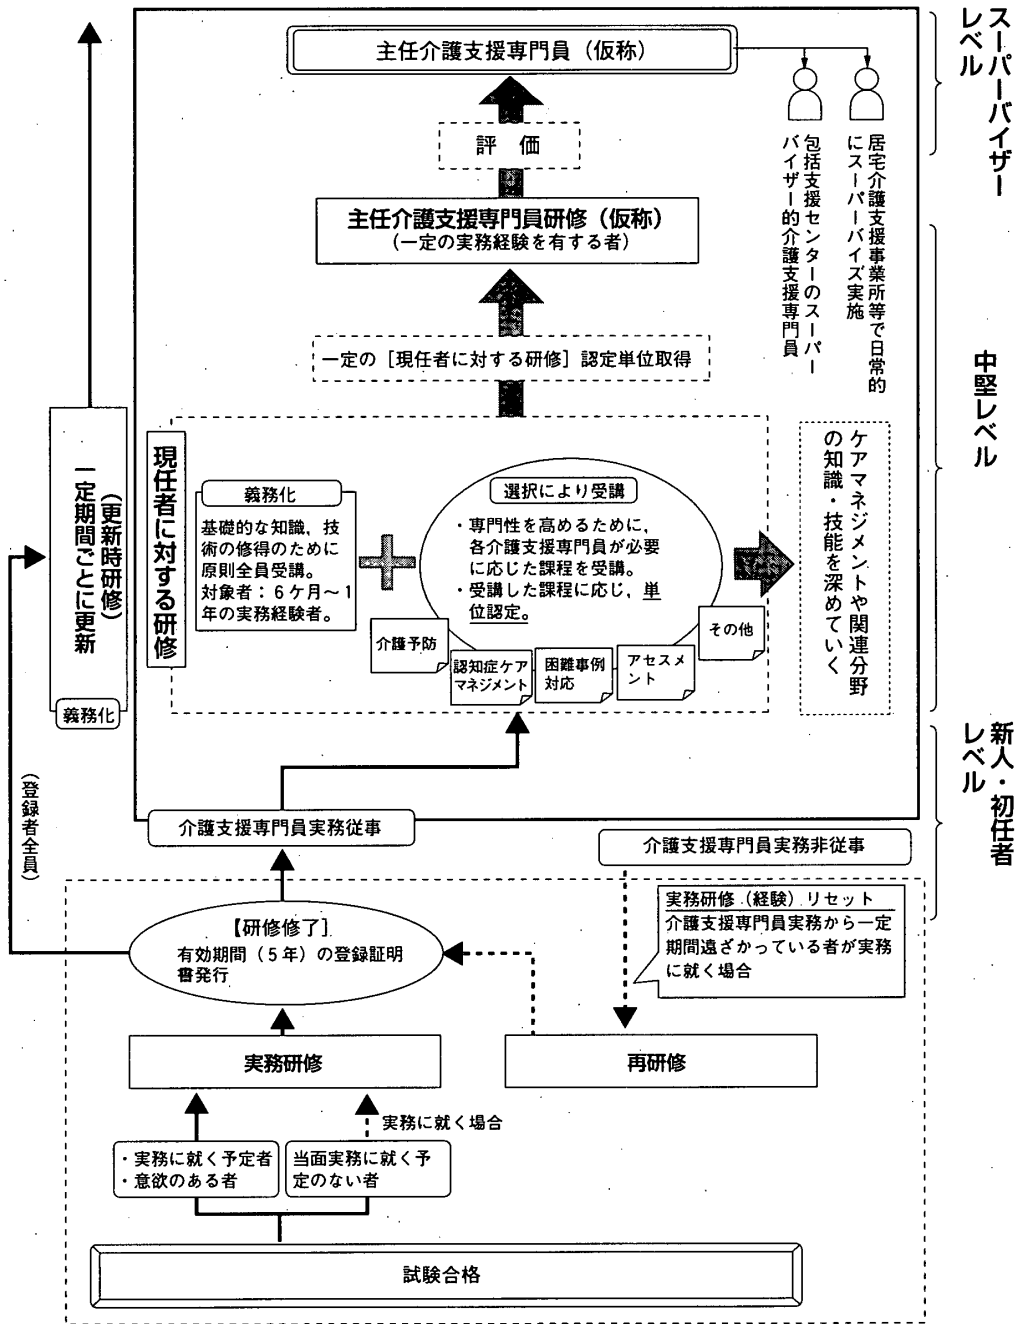 スーパーバイザー
レベル
主任介護支援専門員（仮称）
評　価
包括支援センターのスーパー
バイザー的介護支援専門員
居宅介護支援事業所等で日常的
にスーパーバイズ実施
主任介護支援専門員研修（仮称）
（一定の実務経験を有する者）
中堅レベル
一定の［現任者に対する研修］認定単位取得
（更新時研修）
一定期間ごとに更新
義務化
現任者に対する研修
義務化
基礎的な知識，技
術の修得のために
原則全員受講。
対象者：６ケ月～１
年の実務経験者。
選択により受講
・専門性を高めるために，
各介護支援専門員が必要
に応じた課程を受講。
・受講した課程に応じ，単
位認定。
介護予防
認知症ケア
マネジメント
困難事例
対応
アセスメ
ント
その他
ケアマネジメントや関連分野
の知識・技能を深めていく
新人・初任者
レベル
（登録者全員）
介護支援専門員実務従事
介護支援専門員実務非従事
実務研修（経験）リセット
介護支援専門員実務から一定
期間遠ざかっている者が実務
に就く場合
【研修修了】
有効期間（５年）の登録証明
書発行
実務研修
再研修
実務に就く場合
・実務に就く予定者
・意欲のある者
当面実務に就く予
定のない者
試験合格